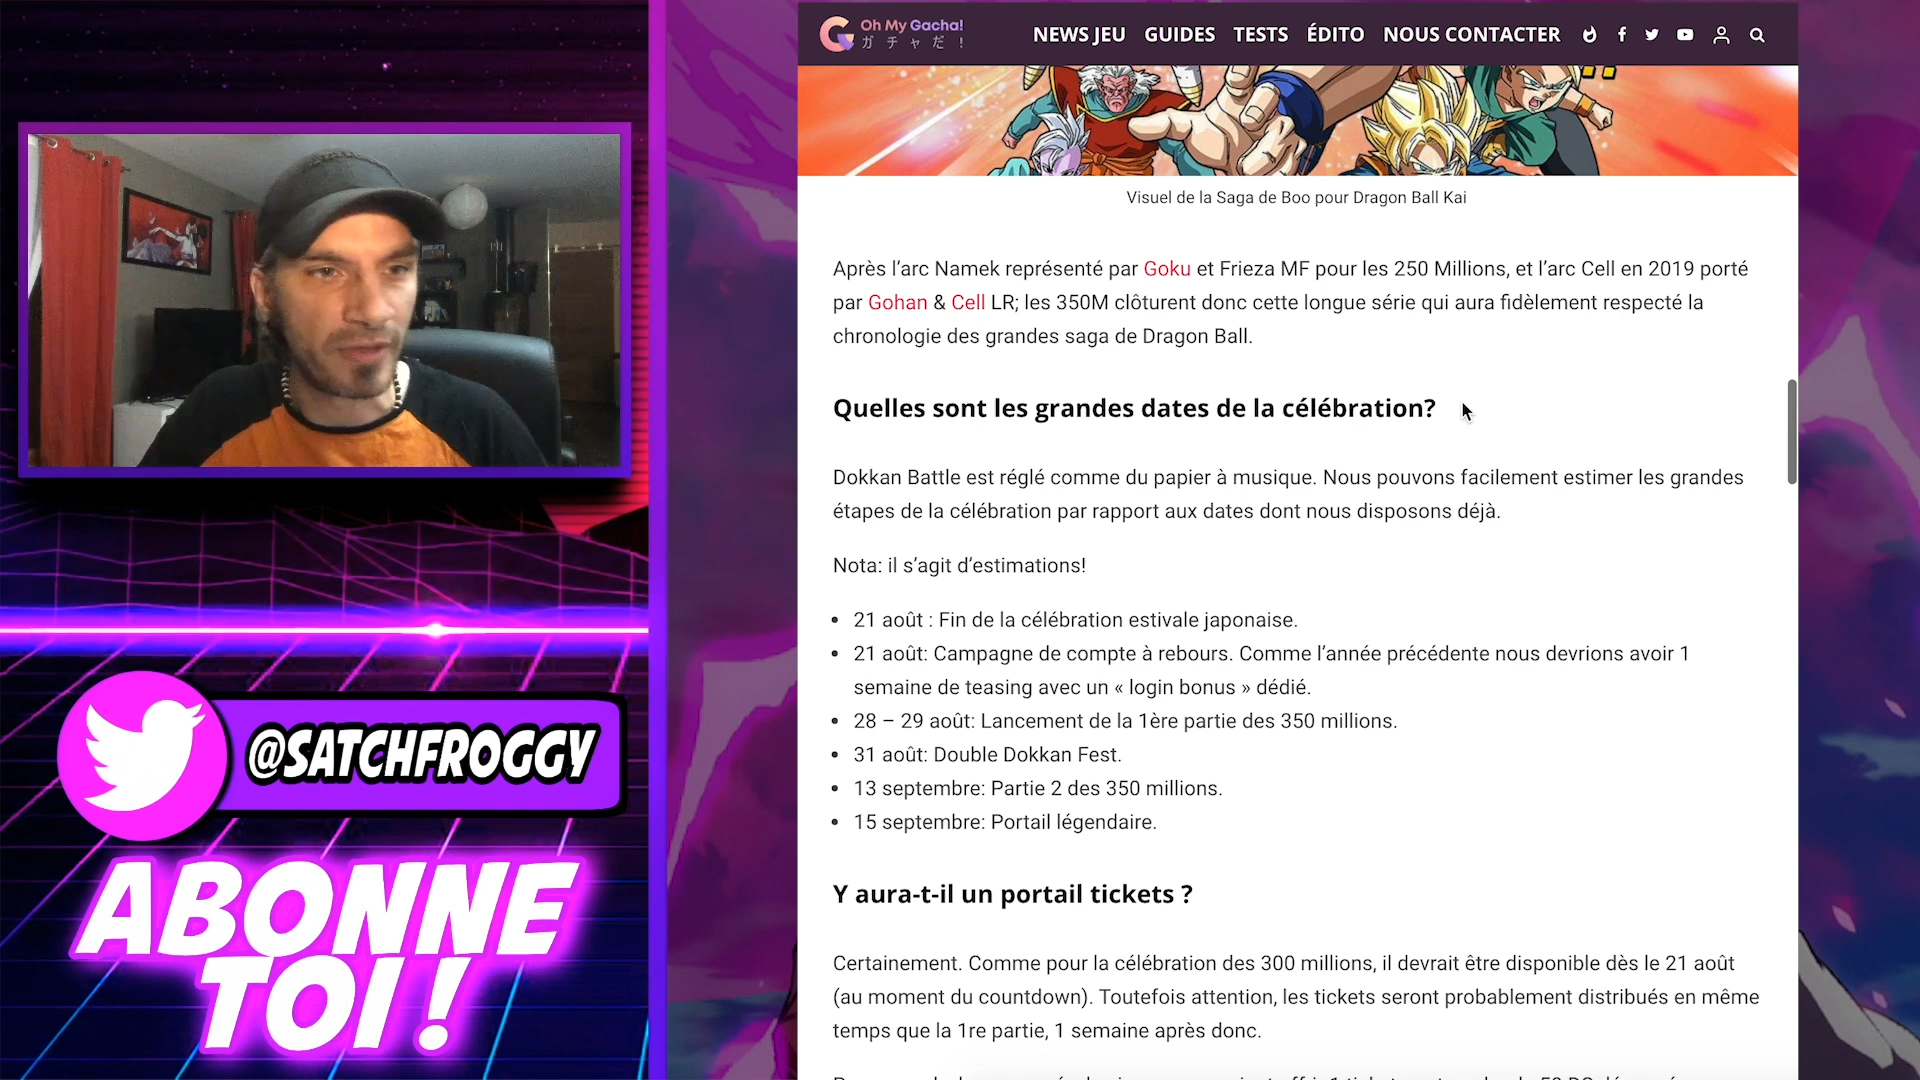 Oh My Gacha!
ガチャだ!
NEWS JEU GUIDES TESTS ÉDITO NOUS CONTACTER
Visuel de la Saga de Boo pour Dragon Ball Kai
Après l’arc Namek représenté par Goku et Frieza MF pour les 250 Millions, et l’arc Cell en 2019 porté
par Gohan & Cell LR; les 350M clôturent donc cette longue série qui aura fidèlement respecté la
chronologie des grandes saga de Dragon Ball.
Quelles sont les grandes dates de la célébration?
Dokkan Battle est réglé comme du papier à musique. Nous pouvons facilement estimer les grandes
étapes de la célébration par rapport aux dates dont nous disposons déjà.
Nota: il s’agit d’estimations!
• 21 août : Fin de la célébration estivale japonaise.
• 21 août: Campagne de compte à rebours. Comme l’année précédente nous devrions avoir 1
semaine de teasing avec un « login bonus » dédié.
• 28 – 29 août: Lancement de la 1ère partie des 350 millions.
• 31 août: Double Dokkan Fest.
• 13 septembre: Partie 2 des 350 millions.
• 15 septembre: Portail légendaire.
Y aura-t-il un portail tickets ?
Certainement. Comme pour la célébration des 300 millions, il devrait être disponible dès le 21 août
(au moment du countdown). Toutefois attention, les tickets seront probablement distribués en même
temps que la 1re partie, 1 semaine après donc.
@SATCHFROGGY
ABONNE
TOI !